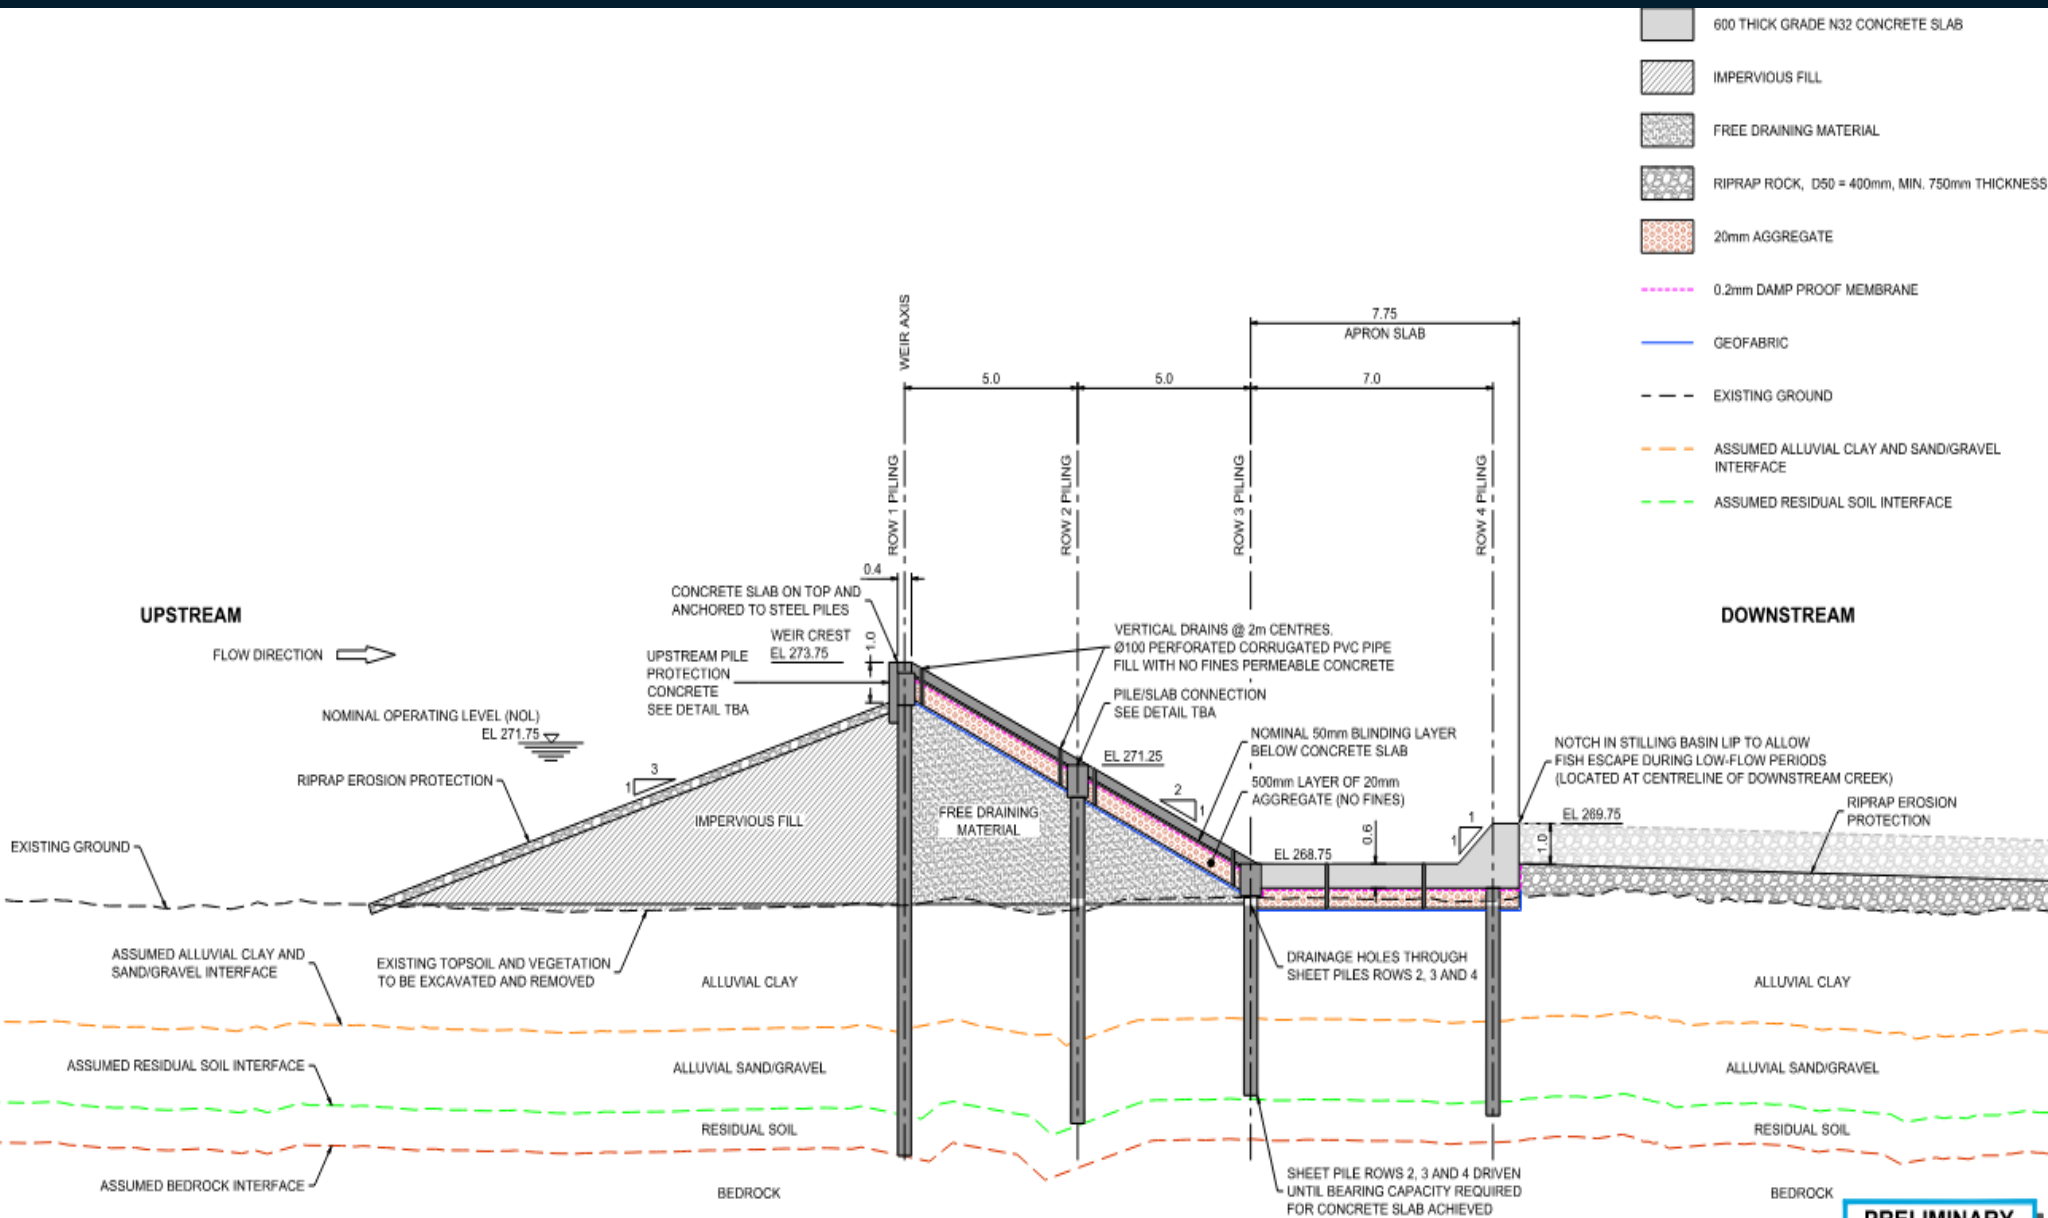 600 THICK GRADE N32 CONCRETE SLAB
IMPERVIOUS FILL
FREE DRAINING MATERIAL
RIPRAP ROCK, D50 = 400mm, MIN. 750mm THICKNESS
20mm AGGREGATE
0.2mm DAMP PROOF MEMBRANE
GEOFABRIC
EXISTING GROUND
ASSUMED ALLUVIAL CLAY AND SAND/GRAVEL
INTERFACE
ASSUMED RESIDUAL SOIL INTERFACE
WEIR AXIS
7.75
APRON SLAB
5.0
5.0
7.0
ROW 1 PILING
ROW 2 PILING
ROW 3 PILING
ROW 4 PILING
0.4
UPSTREAM
FLOW DIRECTION
DOWNSTREAM
CONCRETE SLAB ON TOP AND
ANCHORED TO STEEL PILES
WEIR CREST
EL 273.75
1.0
UPSTREAM PILE
PROTECTION
CONCRETE
SEE DETAIL TBA
NOMINAL OPERATING LEVEL (NOL)
EL 271.75
RIPRAP EROSION PROTECTION
3
1
EXISTING GROUND
IMPERVIOUS FILL
FREE DRAINING
MATERIAL
VERTICAL DRAINS @ 2m CENTRES.
Ø100 PERFORATED CORRUGATED PVC PIPE
FILL WITH NO FINES PERMEABLE CONCRETE
PILE/SLAB CONNECTION
SEE DETAIL TBA
EL 271.25
NOMINAL 50mm BLINDING LAYER
BELOW CONCRETE SLAB
2
1
500mm LAYER OF 20mm
AGGREGATE (NO FINES)
EL 268.75
0.6
1
1
NOTCH IN STILLING BASIN LIP TO ALLOW
FISH ESCAPE DURING LOW-FLOW PERIODS
(LOCATED AT CENTRELINE OF DOWNSTREAM CREEK)
EL 269.75
1.0
RIPRAP EROSION
PROTECTION
ASSUMED ALLUVIAL CLAY AND
SAND/GRAVEL INTERFACE
EXISTING TOPSOIL AND VEGETATION
TO BE EXCAVATED AND REMOVED
ALLUVIAL CLAY
DRAINAGE HOLES THROUGH
SHEET PILES ROWS 2, 3 AND 4
ALLUVIAL CLAY
ASSUMED RESIDUAL SOIL INTERFACE
ALLUVIAL SAND/GRAVEL
ALLUVIAL SAND/GRAVEL
RESIDUAL SOIL
RESIDUAL SOIL
ASSUMED BEDROCK INTERFACE
BEDROCK
SHEET PILE ROWS 2, 3 AND 4 DRIVEN
UNTIL BEARING CAPACITY REQUIRED
FOR CONCRETE SLAB ACHIEVED
BEDROCK
PRELIMINARY